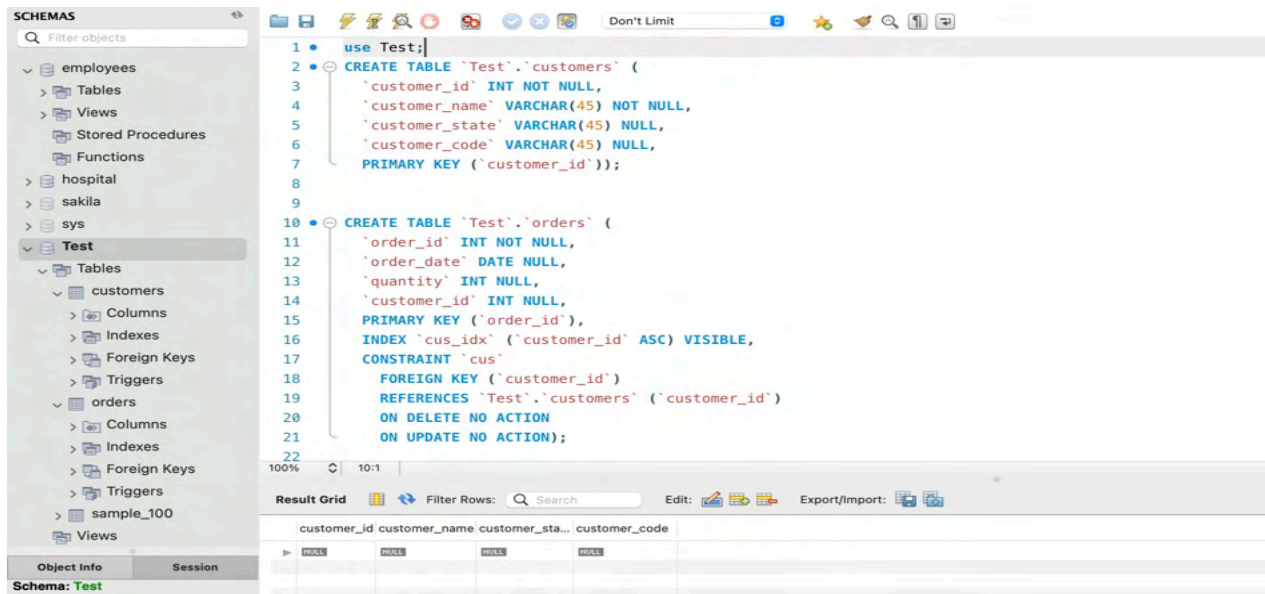 SCHEMAS
Filter objects
employees
Tables
Views
Stored Procedures
Functions
hospital
sakila
sys
Test
Tables
customers
Columns
Indexes
Foreign Keys
Triggers
orders
Columns
Indexes
Foreign Keys
Triggers
sample_100
Views
Object Info Session
Schema: Test
Don't Limit
1 use Test;
2 CREATE TABLE `Test`.`customers` (
3 `customer_id` INT NOT NULL,
4 `customer_name` VARCHAR(45) NOT NULL,
5 `customer_state` VARCHAR(45) NULL,
6 `customer_code` VARCHAR(45) NULL,
7 PRIMARY KEY (`customer_id`));
8
9
10 CREATE TABLE `Test`.`orders` (
11 `order_id` INT NOT NULL,
12 `order_date` DATE NULL,
13 `quantity` INT NULL,
14 `customer_id` INT NULL,
15 PRIMARY KEY (`order_id`),
16 INDEX `cus_idx` (`customer_id` ASC) VISIBLE,
17 CONSTRAINT `cus`
18 FOREIGN KEY (`customer_id`)
19 REFERENCES `Test`.`customers` (`customer_id`)
20 ON DELETE NO ACTION
21 ON UPDATE NO ACTION);
22
100% 10:1
Result Grid Filter Rows: Search Edit: Export/Import:
customer_id customer_name customer_sta... customer_code
NULL NULL NULL NULL